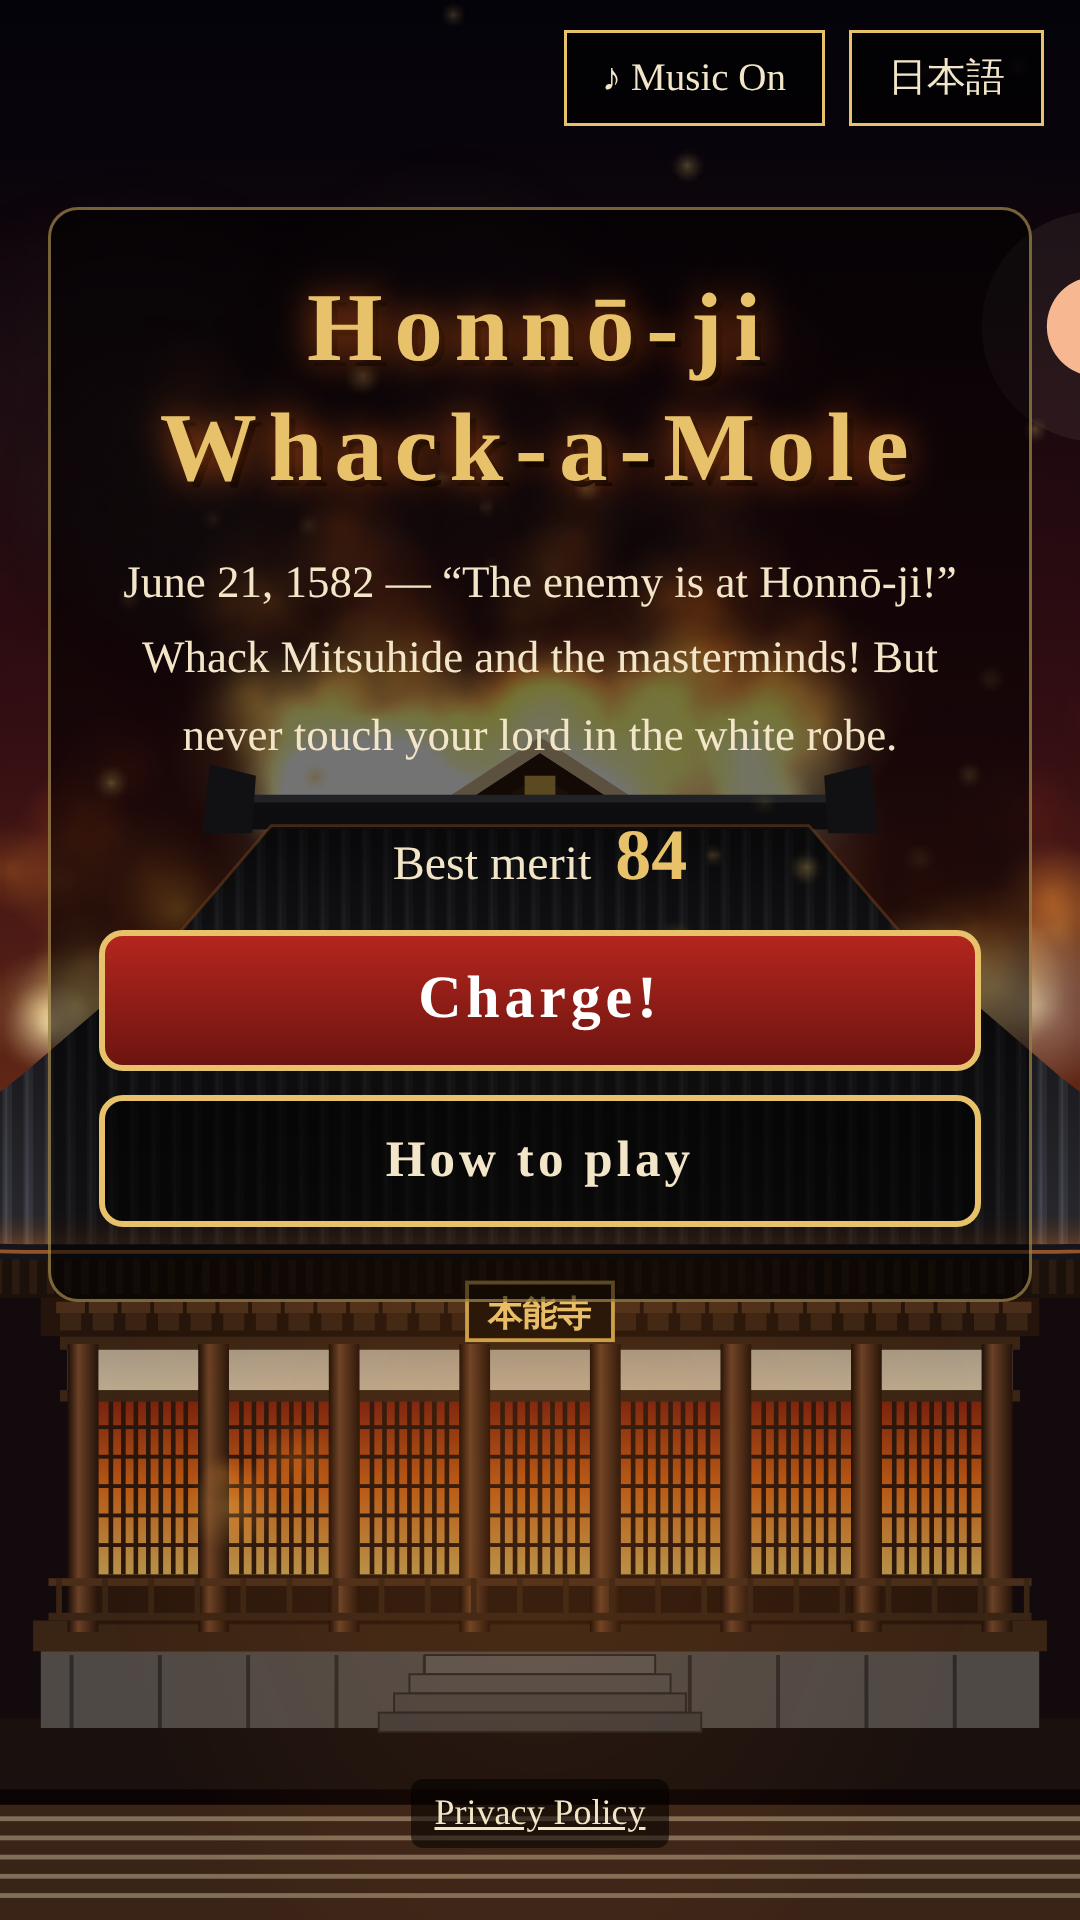 ♪ Music On
日本語
Honnō-ji
Whack-a-Mole
June 21, 1582 — “The enemy is at Honnō-ji!”
Whack Mitsuhide and the masterminds! But
never touch your lord in the white robe.
Best merit 84
Charge!
How to play
本能寺
Privacy Policy